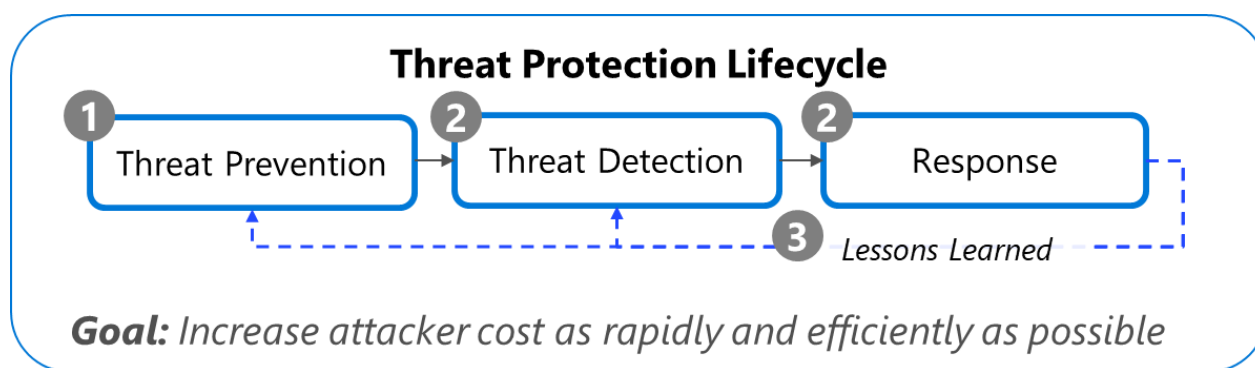 Threat Protection Lifecycle
1
Threat Prevention
2
Threat Detection
2
Response
3
Lessons Learned
Goal: Increase attacker cost as rapidly and efficiently as possible